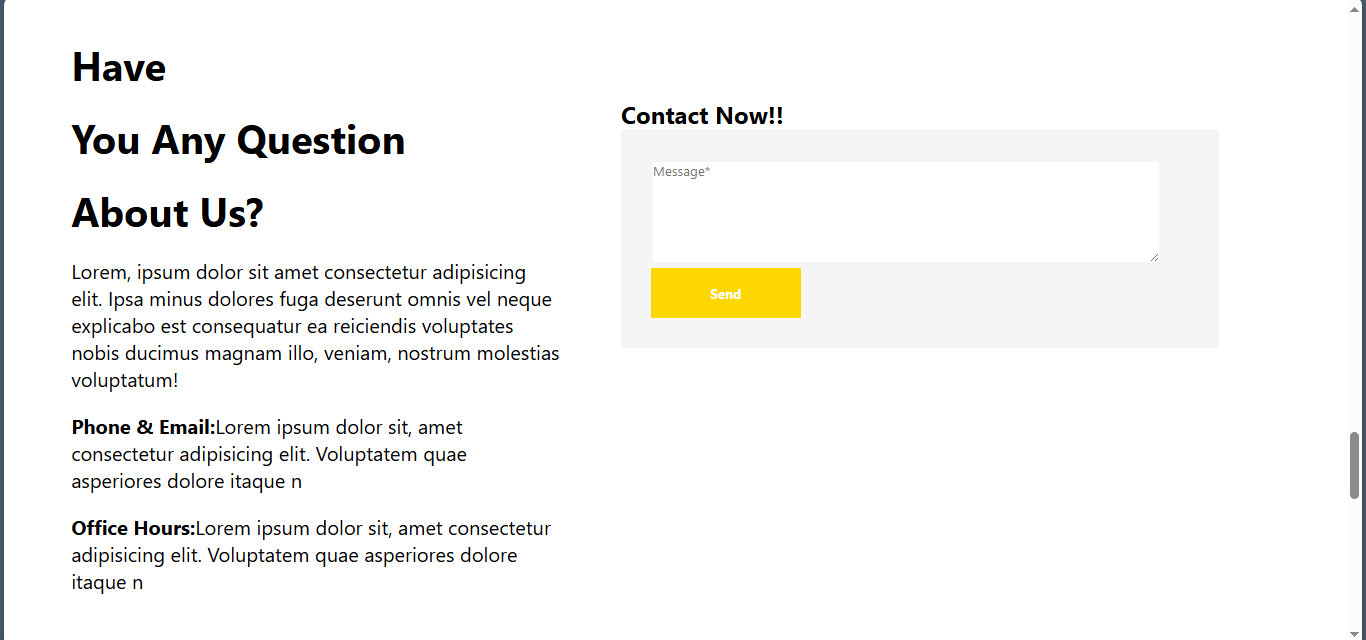 Have
You Any Question
About Us?
Lorem, ipsum dolor sit amet consectetur adipisicing
elit. Ipsa minus dolores fuga deserunt omnis vel neque
explicabo est consequatur ea reiciendis voluptates
nobis ducimus magnam illo, veniam, nostrum molestias
voluptatum!
Phone & Email:Lorem ipsum dolor sit, amet
consectetur adipisicing elit. Voluptatem quae
asperiores dolore itaque n
Office Hours:Lorem ipsum dolor sit, amet consectetur
adipisicing elit. Voluptatem quae asperiores dolore
itaque n
Contact Now!!
Message*
Send